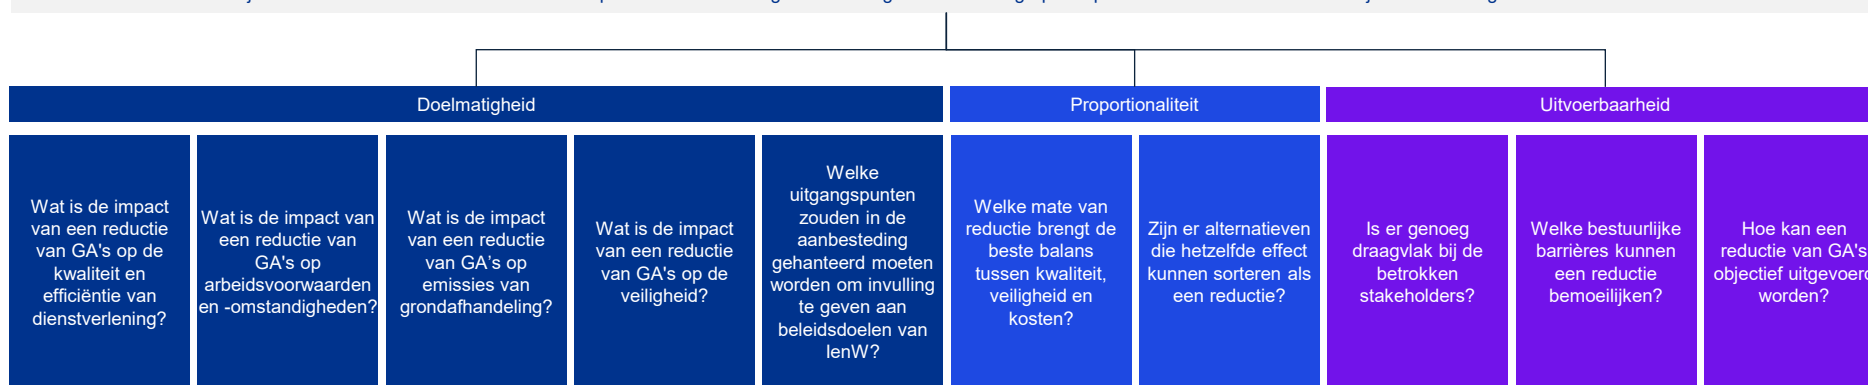 Doelmatigheid
Proportionaliteit
Uitvoerbaarheid
Wat is de impact
van een reductie
van GA's op de
kwaliteit en
efficiëntie van
dienstverlening?
Wat is de impact van
een reductie van
GA's op
arbeidsvoorwaarden
en -omstandigheden?
Wat is de impact
van een reductie
van GA’s op
emissies van
grondafhandeling?
Wat is de impact
van een reductie
van GA's op de
veiligheid?
Welke
uitgangspunten
zouden in de
aanbesteding
gehanteerd moeten
worden om invulling
te geven aan
beleidsdoelen van
IenW?
Welke mate van
reductie brengt de
beste balans
tussen kwaliteit,
veiligheid en
kosten?
Zijn er alternatieven
die hetzelfde effect
kunnen sorteren als
een reductie?
Is er genoeg
draagvlak bij de
betrokken
stakeholders?
Welke bestuurlijke
barrières kunnen
een reductie
bemoeilijken?
Hoe kan een
reductie van GA's
objectief uitgevoerd
worden?